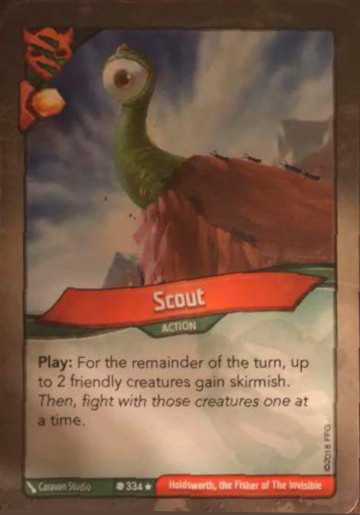 Scout
ACTION
Play: For the remainder of the turn, up
to 2 friendly creatures gain skirmish.
Then, fight with those creatures one at
a time.
©2018 FFG
Caravan Studio
334★
Holdsworth, the Fisher of The Invisible